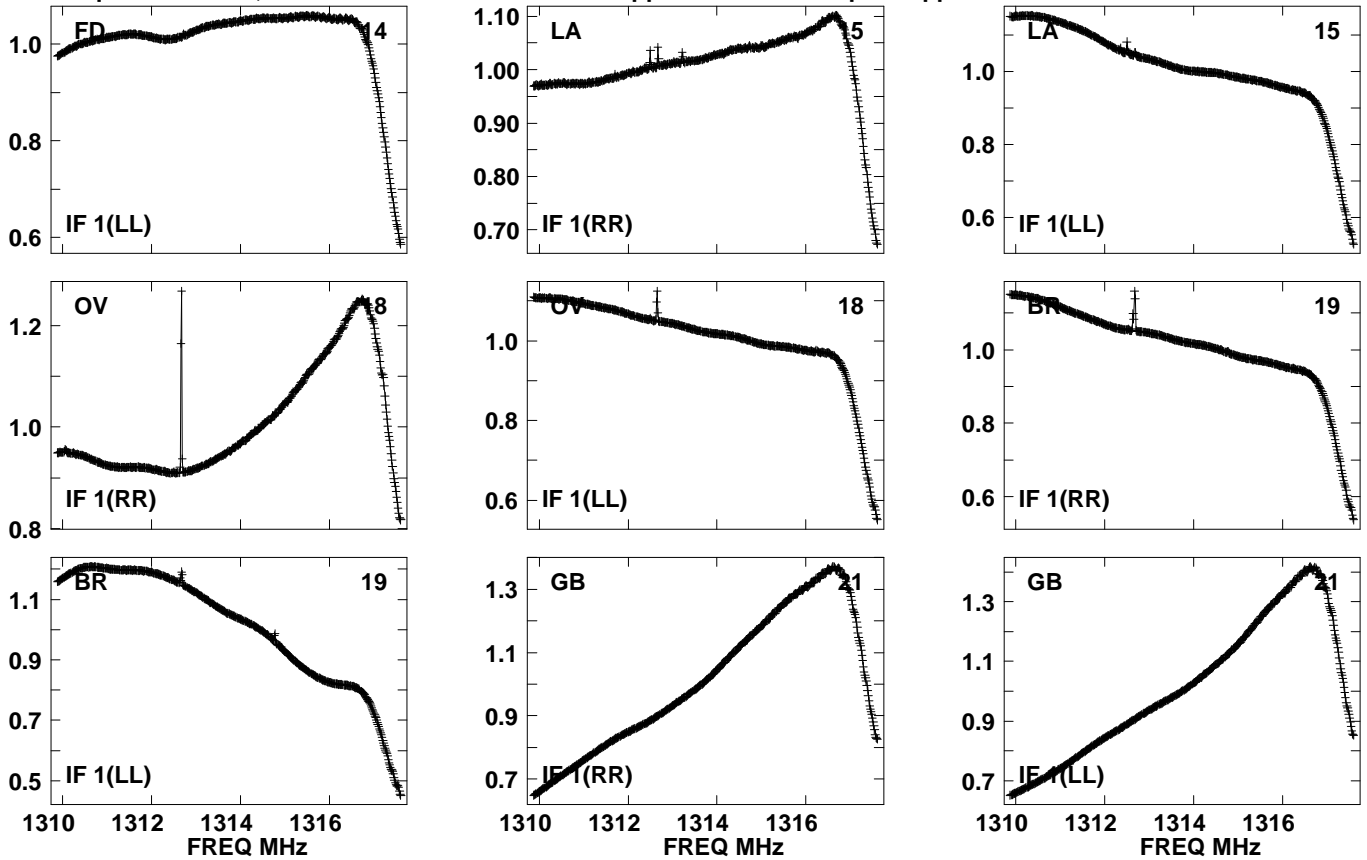 FD 14
1.0
0.8
0.6
IF 1(LL)
LA 5
1.10
1.00
0.90
0.80
0.70
IF 1(RR)
LA 15
1.0
0.8
0.6
IF 1(LL)
OV 8
1.2
1.0
0.8
IF 1(RR)
OV 18
1.0
0.8
0.6
IF 1(LL)
BR 19
1.0
0.8
0.6
IF 1(RR)
BR 19
1.1
0.9
0.7
0.5
IF 1(LL)
1310 1312 1314 1316
FREQ MHz
GB 21
1.3
1.1
0.9
0.7
IF 1(RR)
1310 1312 1314 1316
FREQ MHz
GB 21
1.3
1.1
0.9
0.7
IF 1(LL)
1310 1312 1314 1316
FREQ MHz